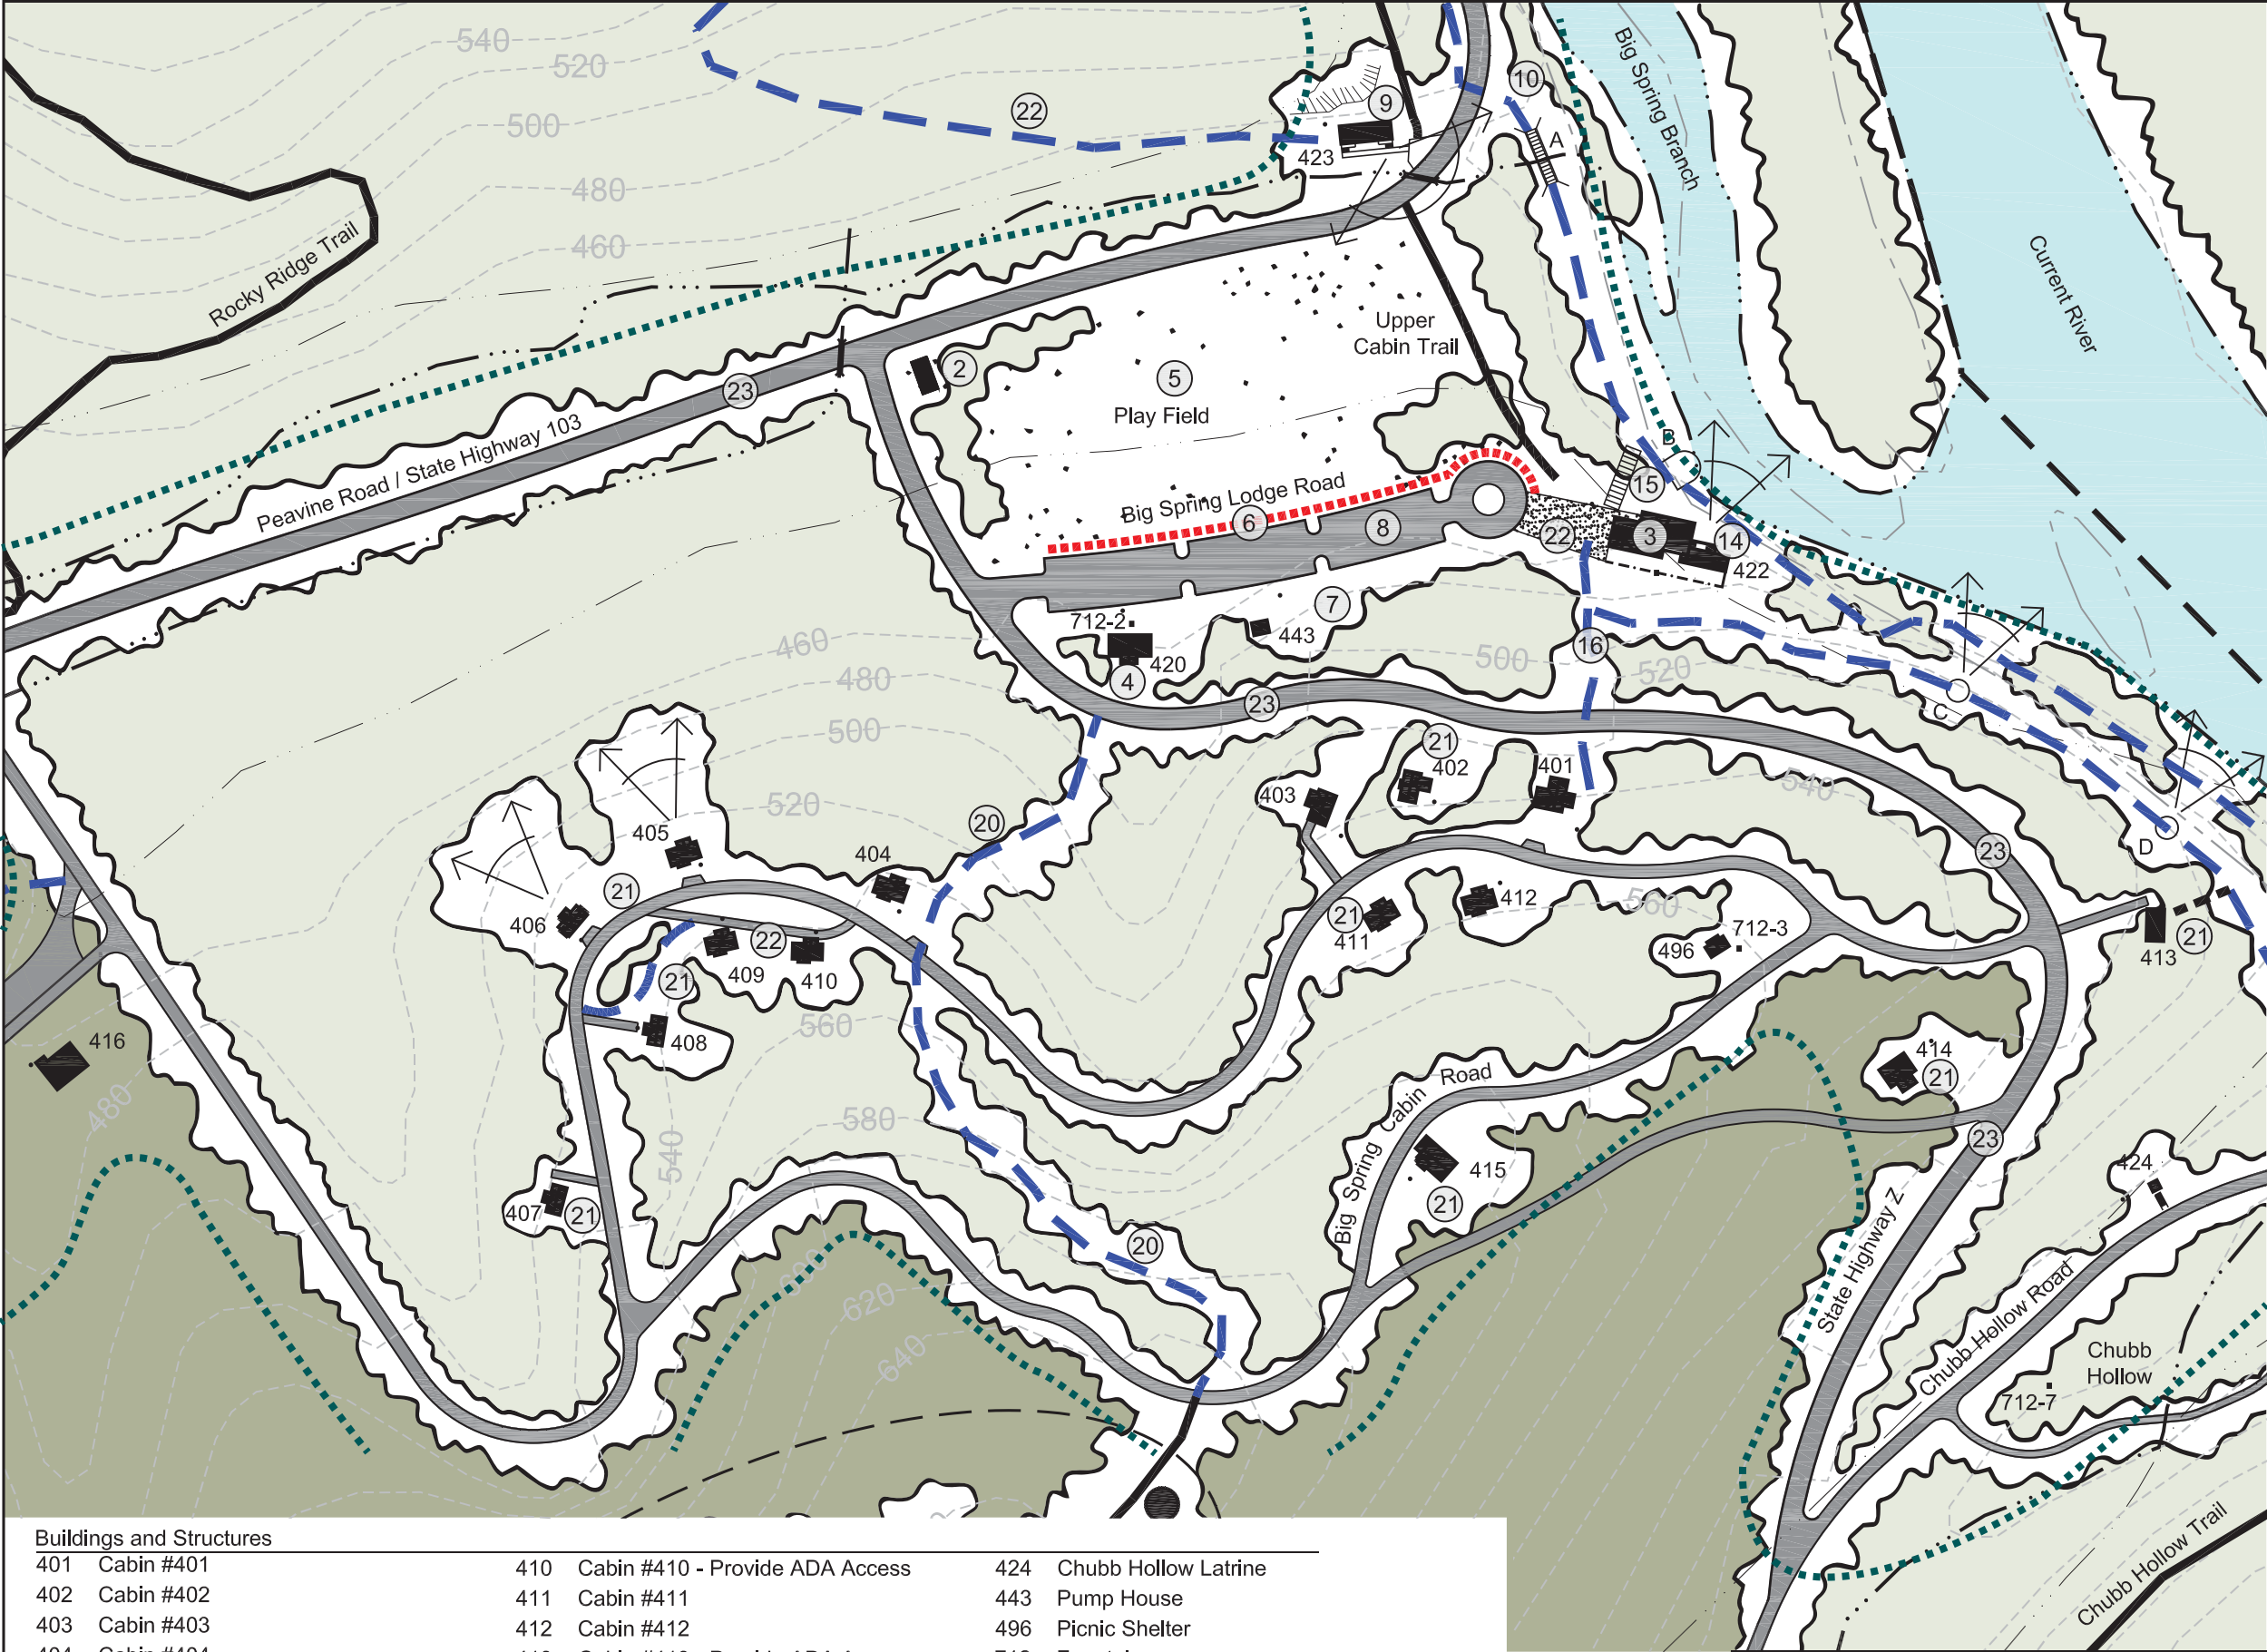 540
520
22
500
480
460
9
10
423
A
Big Spring Branch
Current River
Rocky Ridge Trail
Upper
Cabin Trail
2
5
Play Field
23
Peavine Road / State Highway 103
Big Spring Lodge Road
6
8
B
15
22
3
14
422
7
712-2
443
420
4
16
460
480
500
500
520
23
C
21
402
401
403
540
520
20
405
404
23
D
406
21
22
409
410
21
408
21
411
412
560
496
712-3
21
413
416
480
560
414
21
Big Spring Cabin Road
580
540
415
21
23
407
21
20
424
600
620
640
State Highway Z
Chubb Hollow Road
Chubb
Hollow
712-7
Chubb Hollow Trail
Buildings and Structures
401 Cabin #401
402 Cabin #402
403 Cabin #403
410 Cabin #410 - Provide ADA Access
411 Cabin #411
412 Cabin #412
424 Chubb Hollow Latrine
443 Pump House
496 Picnic Shelter